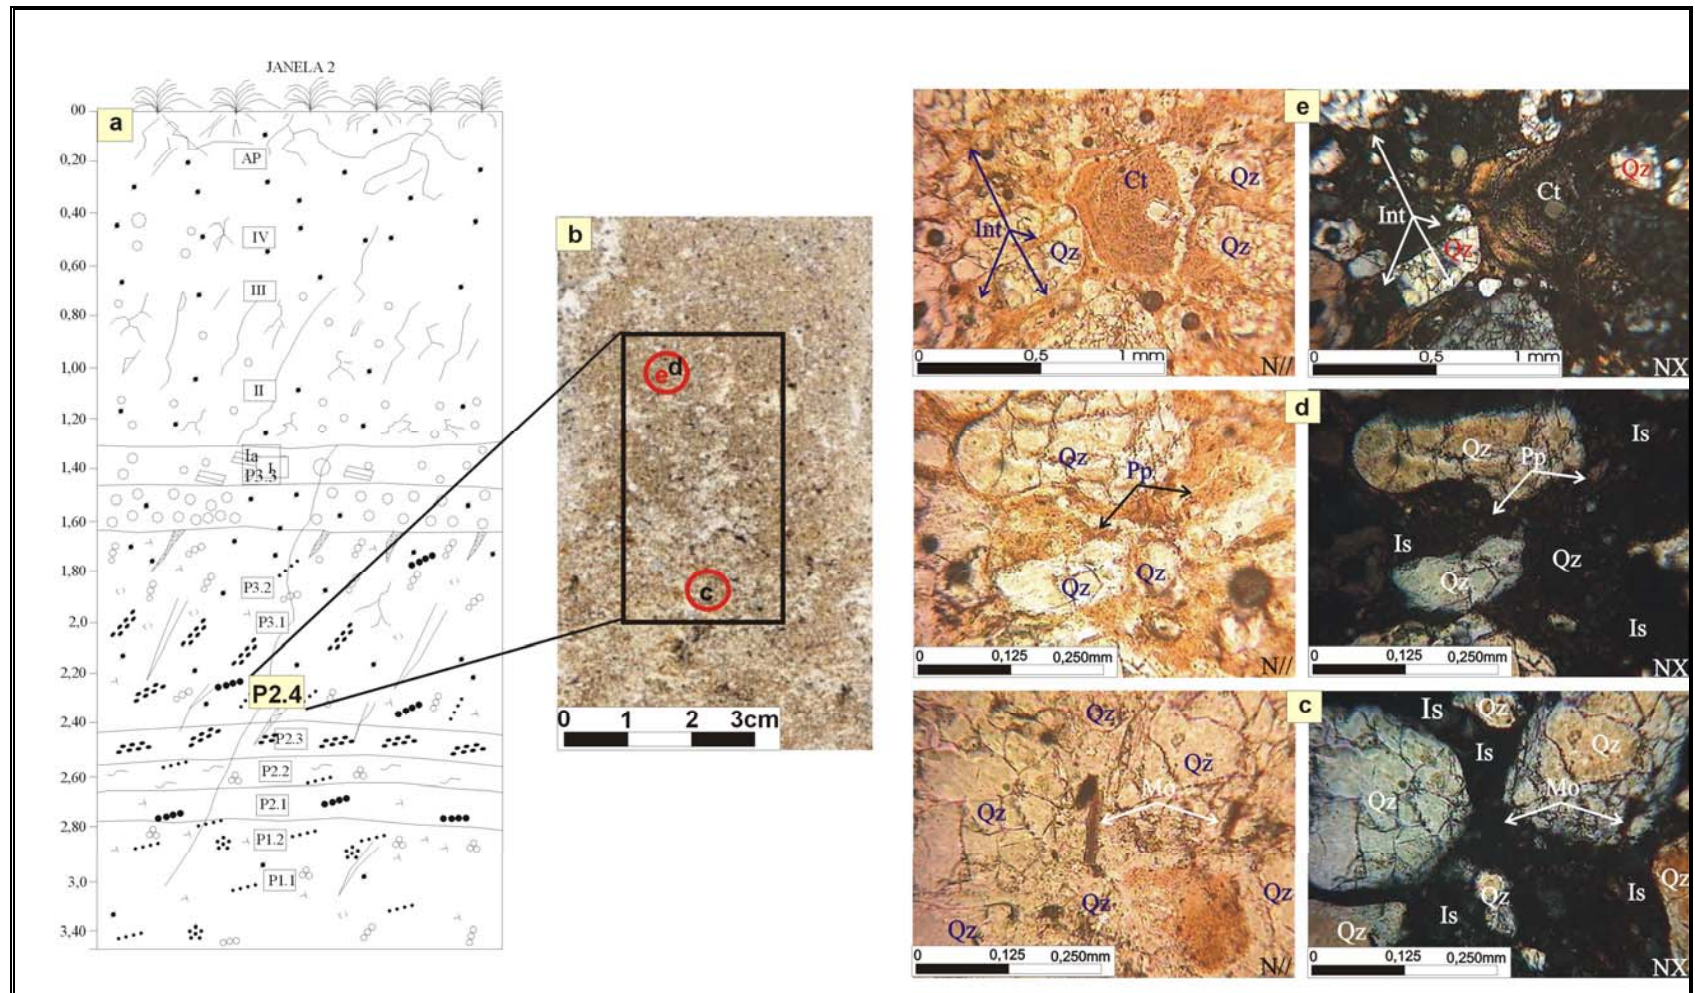 JANELA 2
00
a
0,20
AP
0,40
IV
0,60
III
0,80
1,00
II
1,20
Ia
1,40
I
P3.3
1,60
1,80
P3.2
2,0
P3.1
2,20
P2.4
2,40
P2.3
2,60
P2.2
P2.1
2,80
P1.2
3,0
P1.1
3,40
b
e d
c
0 1 2 3cm
e
Ct
Qz
Int
Qz
Qz
0 0,5 1 mm
N//
Qz
Ct
Int
Qz
0 0,5 1 mm
NX
d
Qz
Pp
Qz
Qz
0 0,125 0,250mm
N//
Is
Qz
Pp
Is
Qz
Qz
Is
0 0,125 0,250mm
NX
c
Qz
Qz
Mo
Qz
Qz
Qz
Qz
0 0,125 0,250mm
N//
Is
Qz
Is
Qz
Mo
Qz
Qz
Is
Qz
Is
Qz
0 0,125 0,250mm
NX